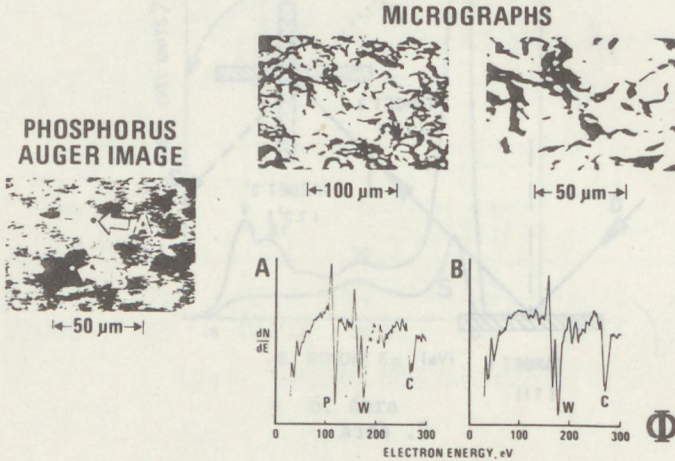 MICROGRAPHS
PHOSPHORUS
AUGER IMAGE
100 µm
50 µm
A
50 µm
A
B
dN
dE
P
W
C
W
C
0 100 200 300
0 100 200 300
ELECTRON ENERGY, eV
Φ